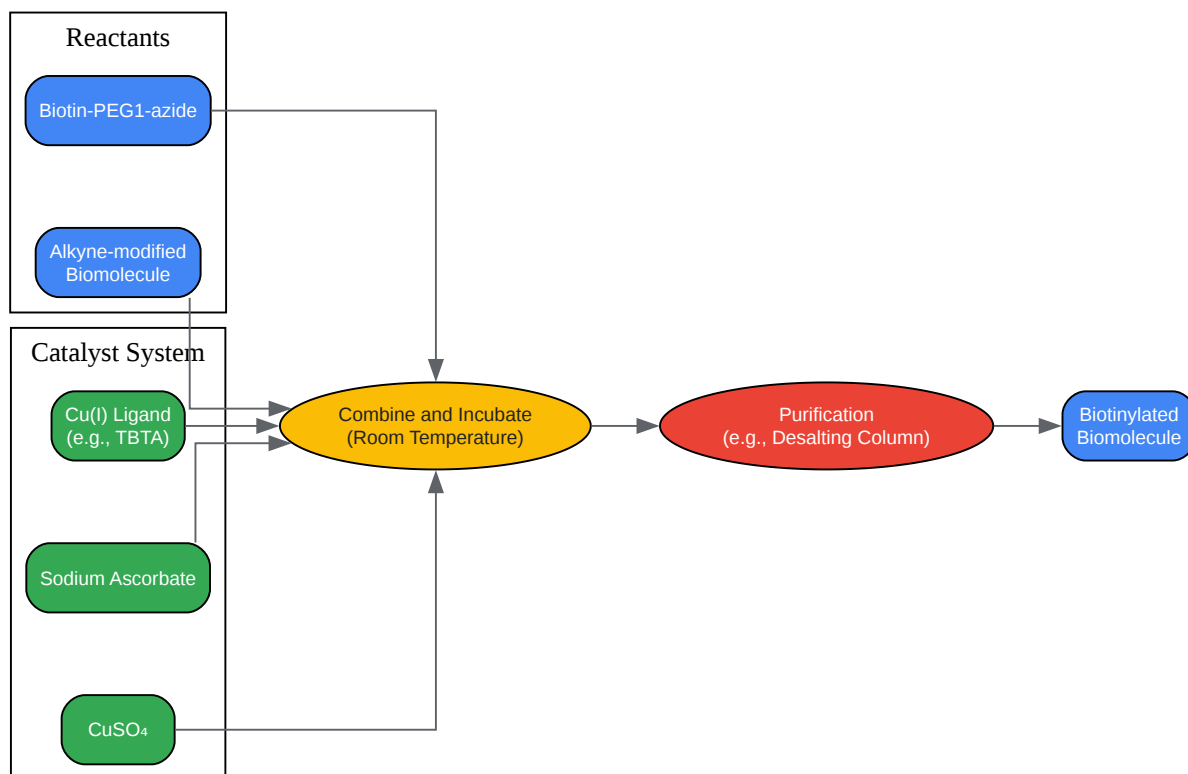 Reactants
Biotin-PEG1-azide
Alkyne-modified
Biomolecule
Catalyst System
Cu(I) Ligand
(e.g., TBTA)
Sodium Ascorbate
CuSO₄
Combine and Incubate
(Room Temperature)
Purification
(e.g., Desalting Column)
Biotinylated
Biomolecule